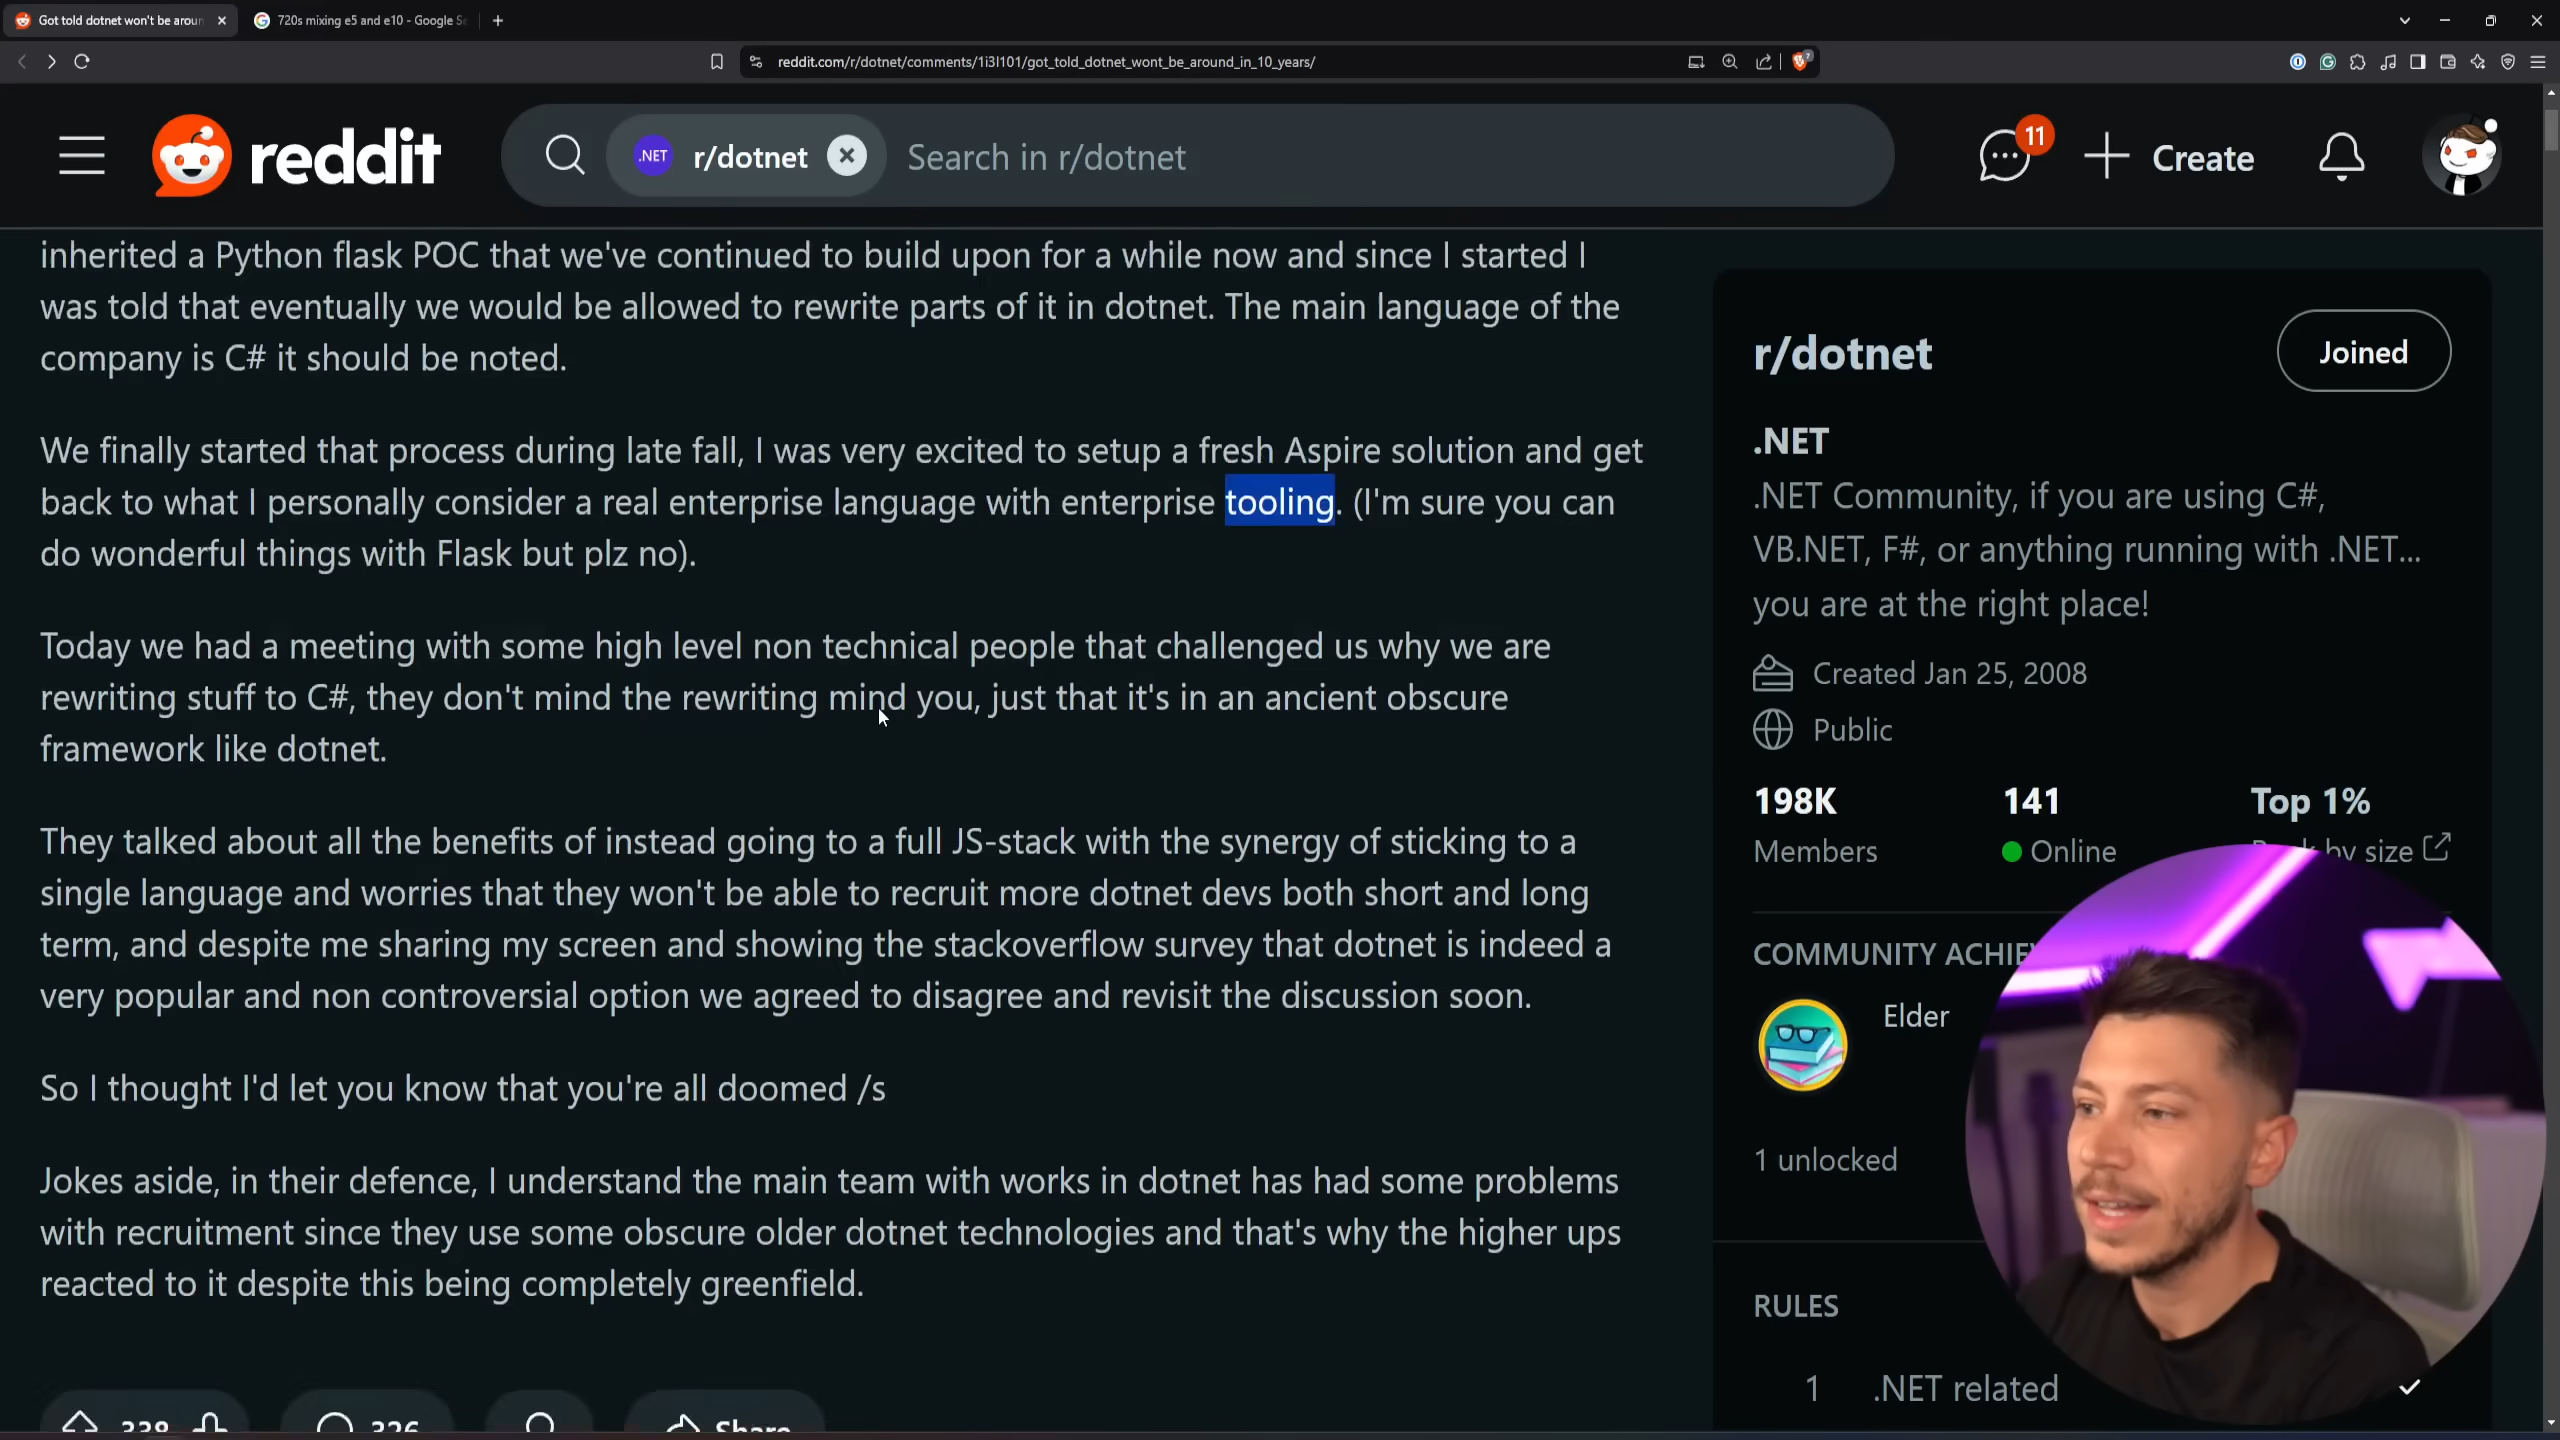 Got told dotnet won't be aroun
720s mixing e5 and e10 - Google Se
reddit.com/r/dotnet/comments/1i3l101/got_told_dotnet_wont_be_around_in_10_years/
7
reddit
.NET
r/dotnet
Search in r/dotnet
11
Create
inherited a Python flask POC that we've continued to build upon for a while now and since I started I
was told that eventually we would be allowed to rewrite parts of it in dotnet. The main language of the
company is C# it should be noted.
We finally started that process during late fall, I was very excited to setup a fresh Aspire solution and get
back to what I personally consider a real enterprise language with enterprise tooling. (I'm sure you can
do wonderful things with Flask but plz no).
Today we had a meeting with some high level non technical people that challenged us why we are
rewriting stuff to C#, they don't mind the rewriting mind you, just that it's in an ancient obscure
framework like dotnet.
They talked about all the benefits of instead going to a full JS-stack with the synergy of sticking to a
single language and worries that they won't be able to recruit more dotnet devs both short and long
term, and despite me sharing my screen and showing the stackoverflow survey that dotnet is indeed a
very popular and non controversial option we agreed to disagree and revisit the discussion soon.
So I thought I'd let you know that you're all doomed /s
Jokes aside, in their defence, I understand the main team with works in dotnet has had some problems
with recruitment since they use some obscure older dotnet technologies and that's why the higher ups
reacted to it despite this being completely greenfield.
338
326
Share
r/dotnet
Joined
.NET
.NET Community, if you are using C#,
VB.NET, F#, or anything running with .NET...
you are at the right place!
Created Jan 25, 2008
Public
198K
141
Top 1%
Members
Online
by size
COMMUNITY ACHIE
Elder
1 unlocked
RULES
1
.NET related